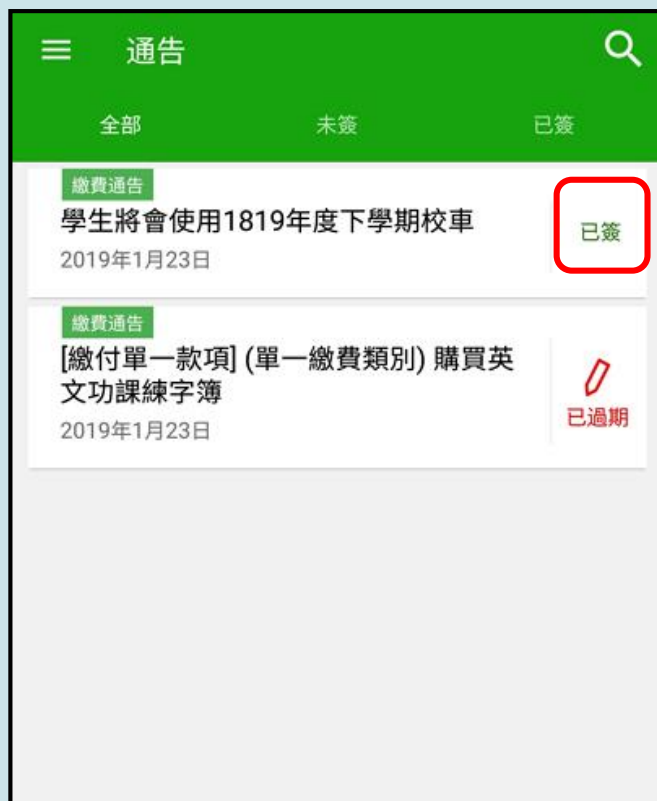 通告
全部 未簽 已簽
繳費通告
學生將會使用1819年度下學期校車
已簽
2019年1月23日
繳費通告
[繳付單一款項] (單一繳費類別) 購買英
文功課練字簿
已過期
2019年1月23日